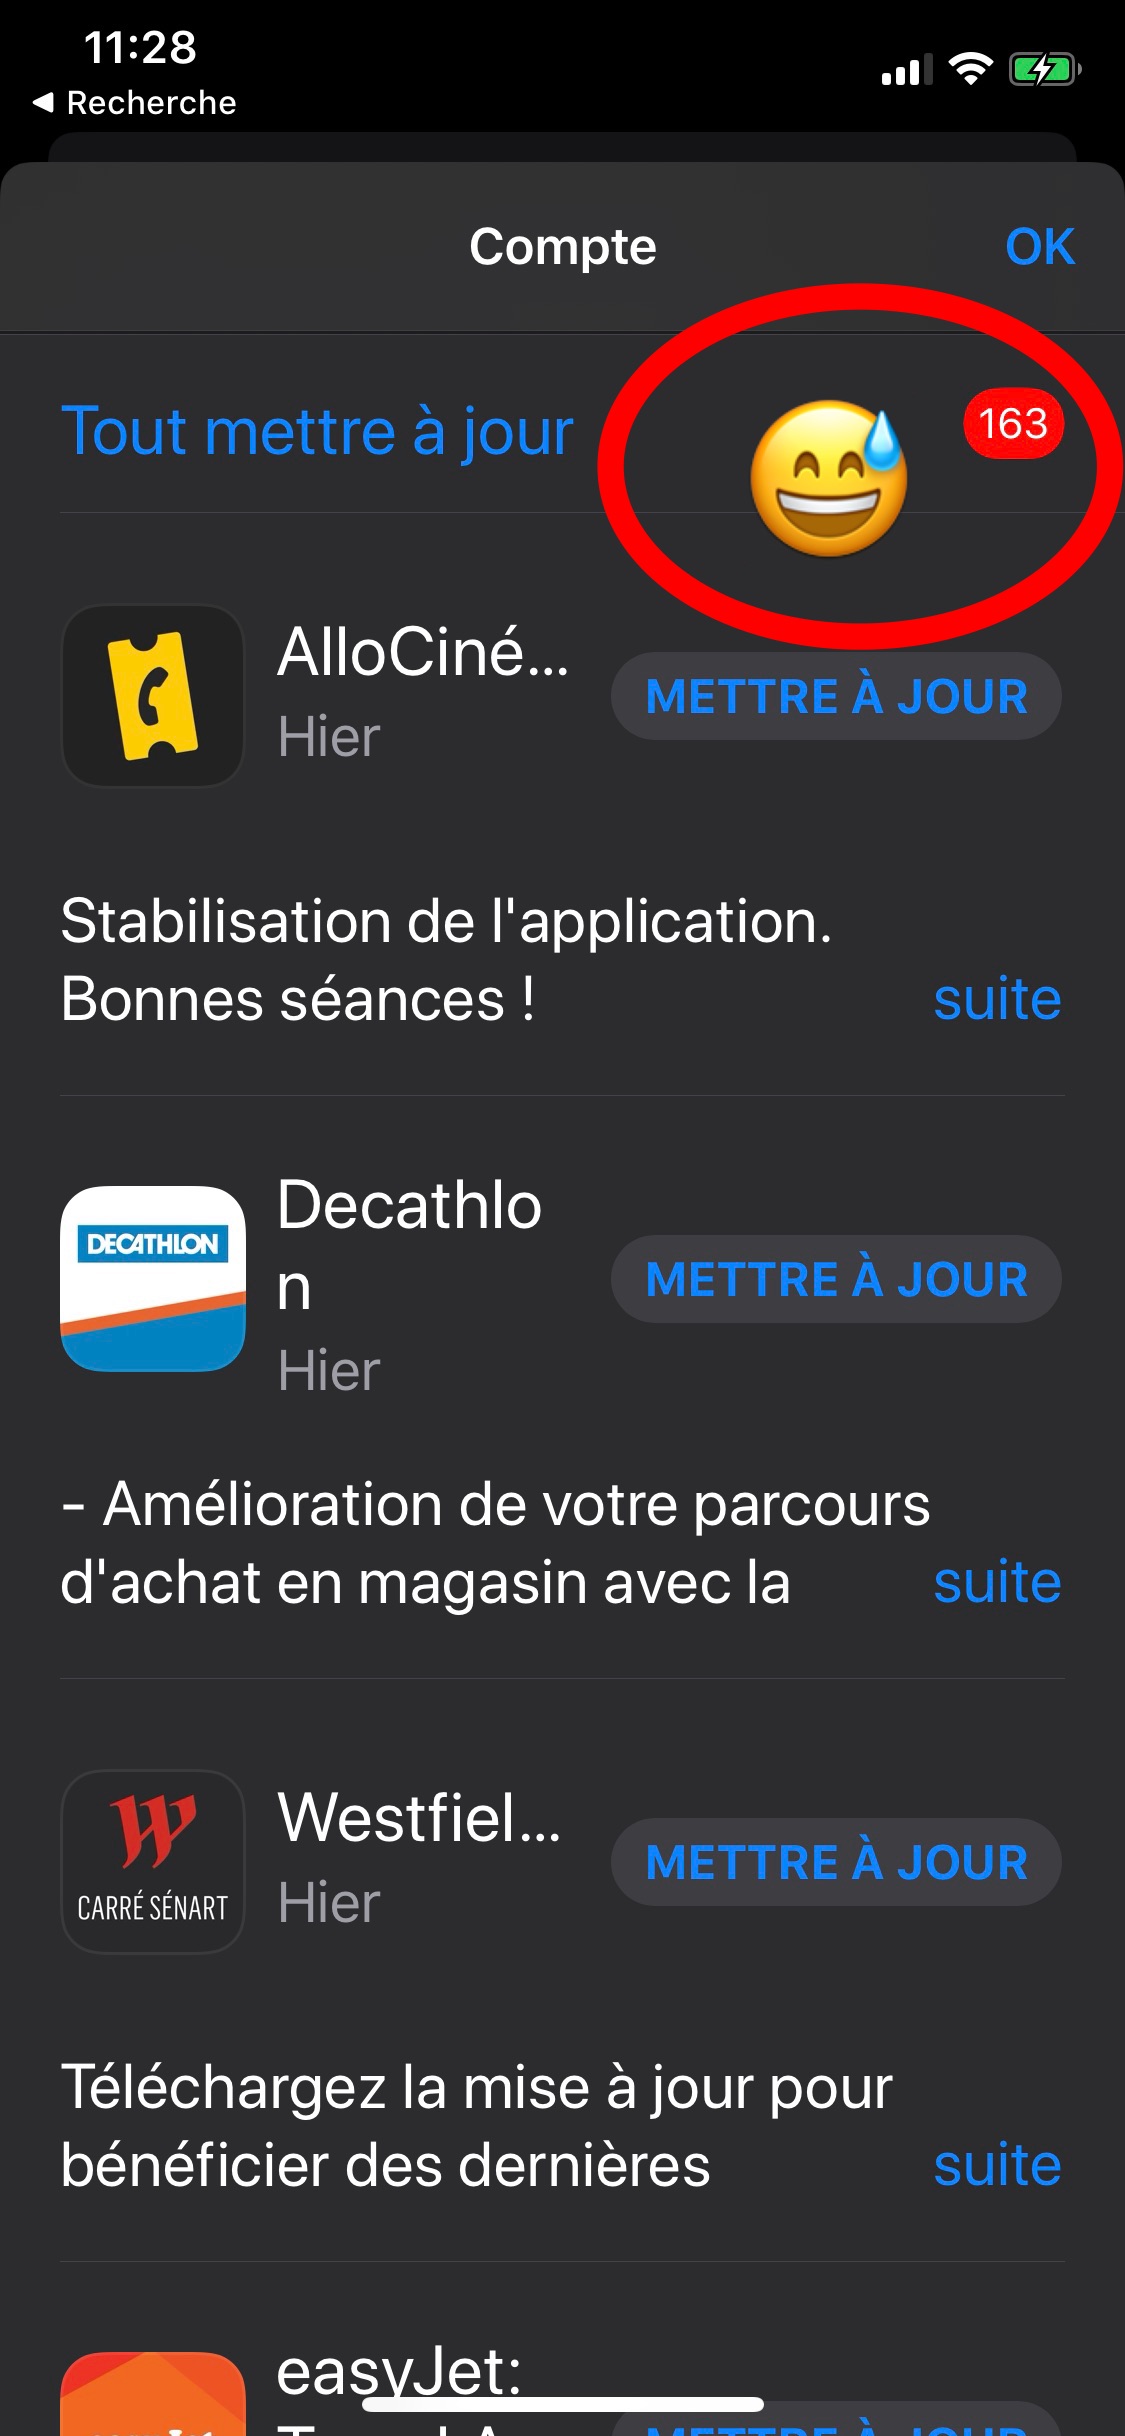 11:28
◀ Recherche
Compte
OK
Tout mettre à jour
163
AlloCiné...
Hier
METTRE À JOUR
Stabilisation de l'application.
Bonnes séances !
suite
DECATHLON
Decathlo
n
Hier
METTRE À JOUR
- Amélioration de votre parcours
d'achat en magasin avec la
suite
W
CARRÉ SÉNART
Westfiel...
Hier
METTRE À JOUR
Téléchargez la mise à jour pour
bénéficier des dernières
suite
easyJet:
METTRE À JOUR